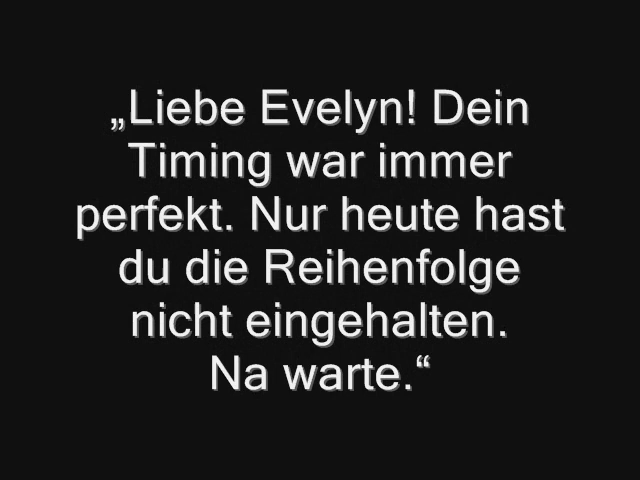 „Liebe Evelyn! Dein
Timing war immer
perfekt. Nur heute hast
du die Reihenfolge
nicht eingehalten.
Na warte.“